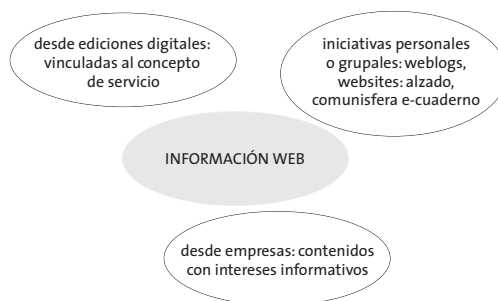 desde ediciones digitales:
vinculadas al concepto
de servicio
iniciativas personales
o grupales: weblogs,
websites: alzado,
comunisfera e-cuaderno
INFORMACIÓN WEB
desde empresas: contenidos
con intereses informativos